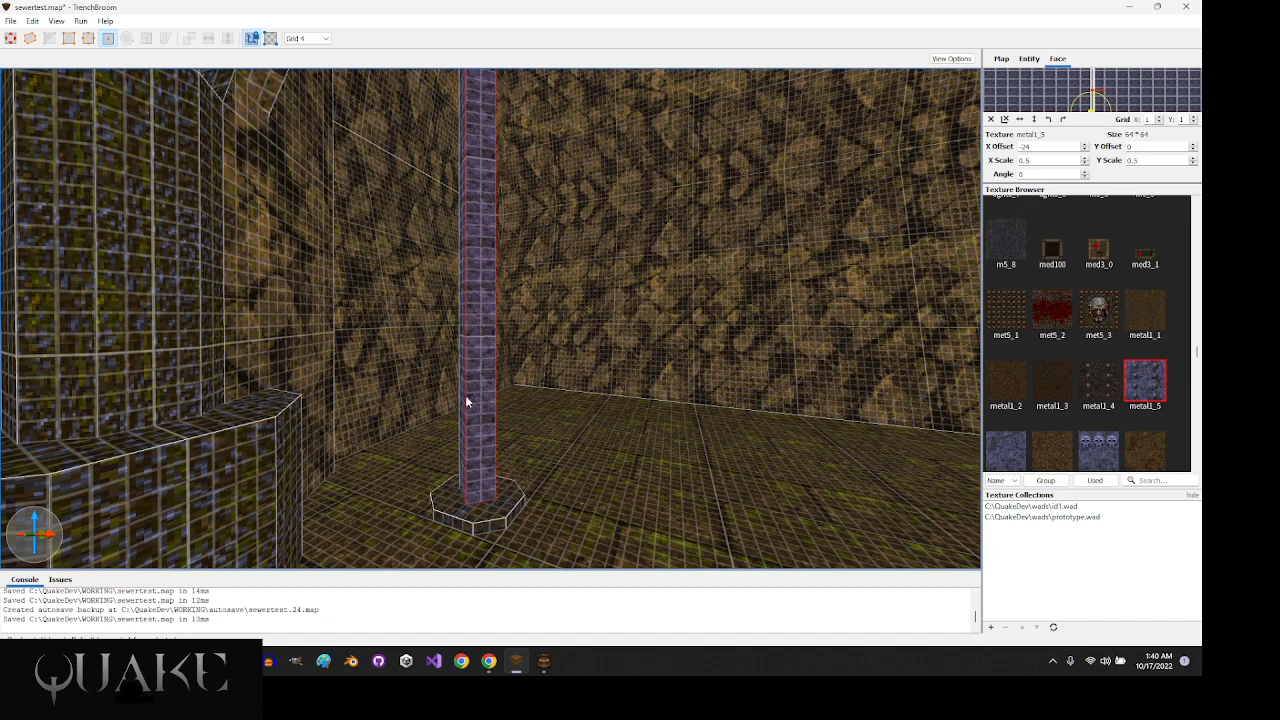 sewertest.map* - TrenchBroom
File Edit View Run Help
Grid 4
View Options
Map Entity Face
Grid X: 1 Y: 1
Texture metal1_5 Size 64*64
X Offset -24 Y Offset 0
X Scale 0.5 Y Scale 0.5
Angle 0
Texture Browser
m5_8 med100 med3_0 med3_1
met5_1 met5_2 met5_3 metal1_1
metal1_2 metal1_3 metal1_4 metal1_5
Name Group Used Search...
Texture Collections hide
C:\QuakeDev\wads\id1.wad
C:\QuakeDev\wads\prototype.wad
Console Issues
Saved C:\QuakeDev\WORKING\sewertest.map in 14ms
Saved C:\QuakeDev\WORKING\sewertest.map in 12ms
Created autosave backup at C:\QuakeDev\WORKING\autosave\sewertest.24.map
Saved C:\QuakeDev\WORKING\sewertest.map in 13ms
QUAKE
1:40 AM
10/17/2022
1